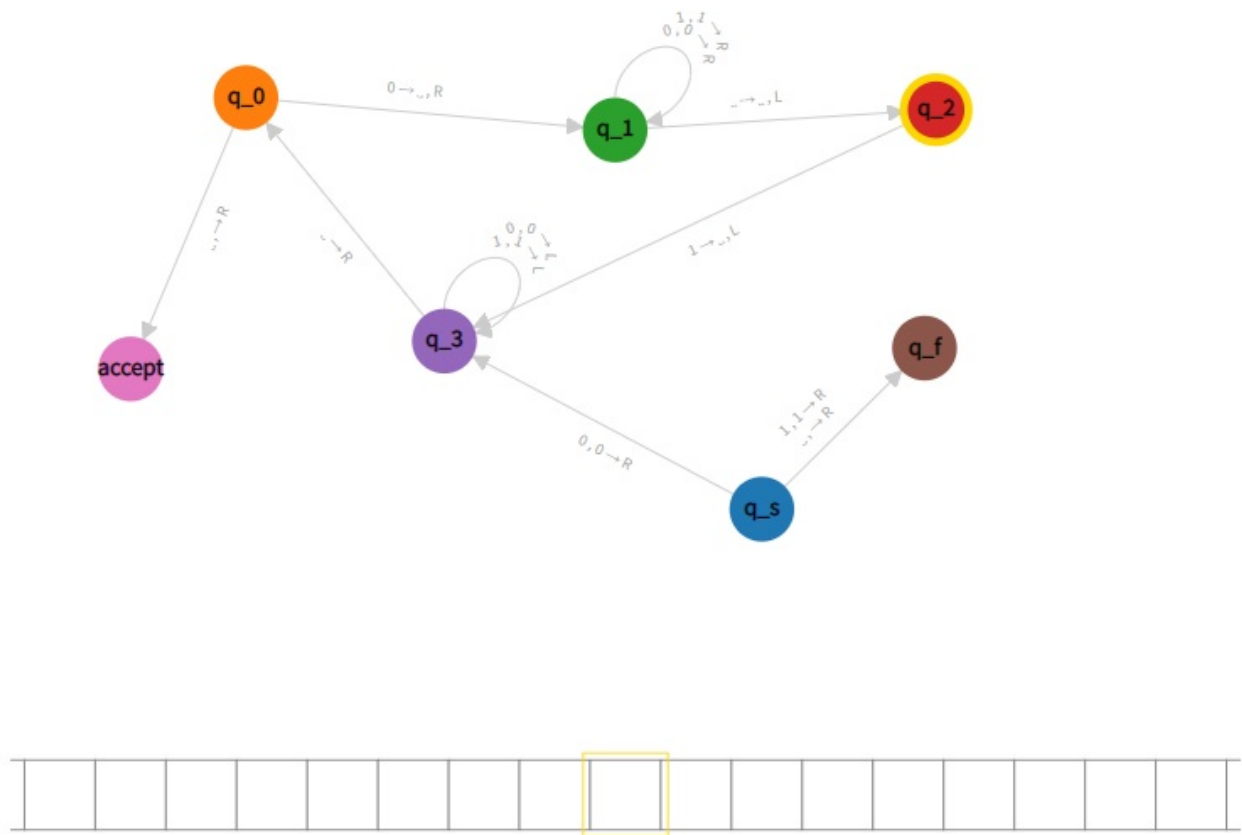 1,1→R
0,0→R
q_0
0→_,R
q_1
_→_,L
q_2
_,→R
_→R
1→_,L
0,0→L
1,1→L
accept
q_3
q_f
1,1→R
_,→R
0,0→R
q_s